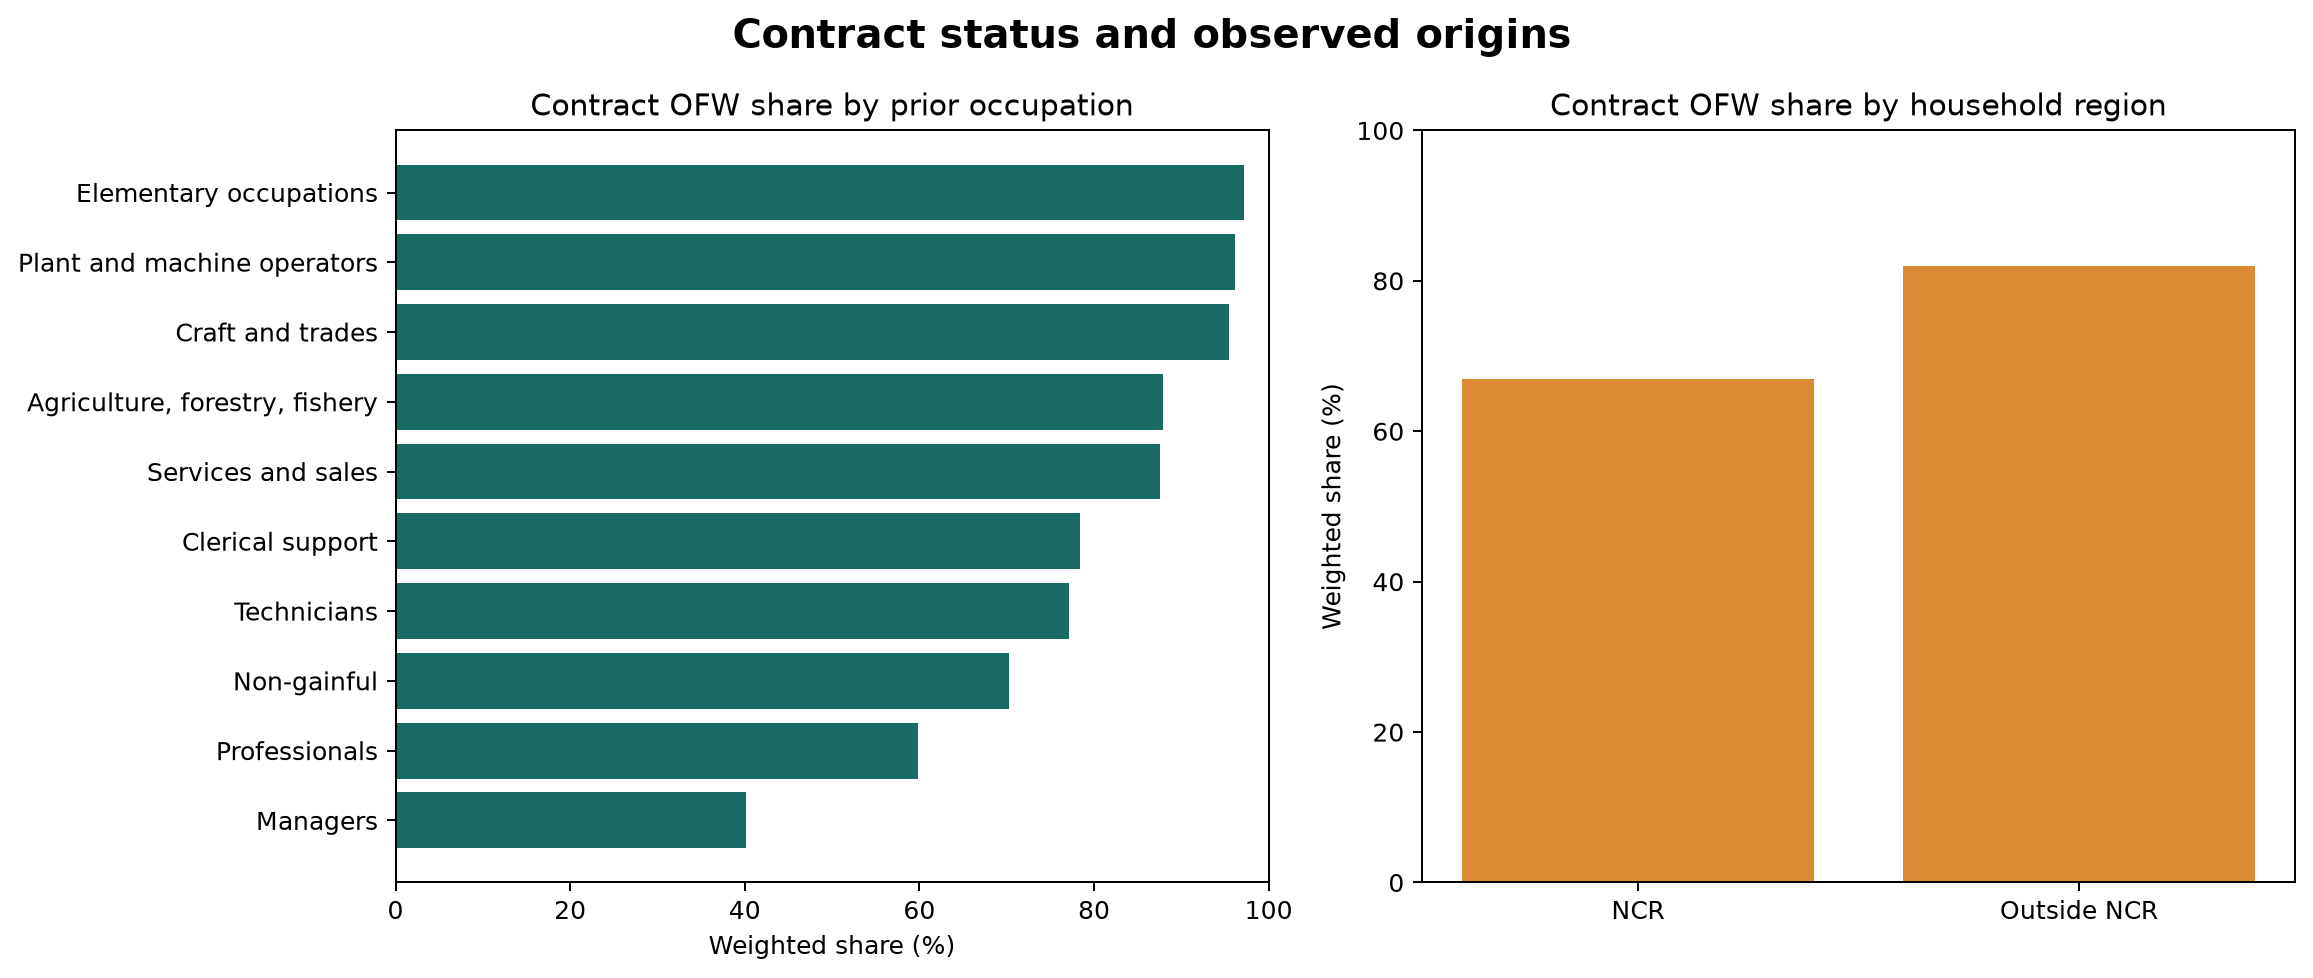 Contract status and observed origins
Contract OFW share by prior occupation
Elementary occupations
Plant and machine operators
Craft and trades
Agriculture, forestry, fishery
Services and sales
Clerical support
Technicians
Non-gainful
Professionals
Managers
0 20 40 60 80 100
Weighted share (%)
Contract OFW share by household region
100
80
60
40
20
0
Weighted share (%)
NCR Outside NCR